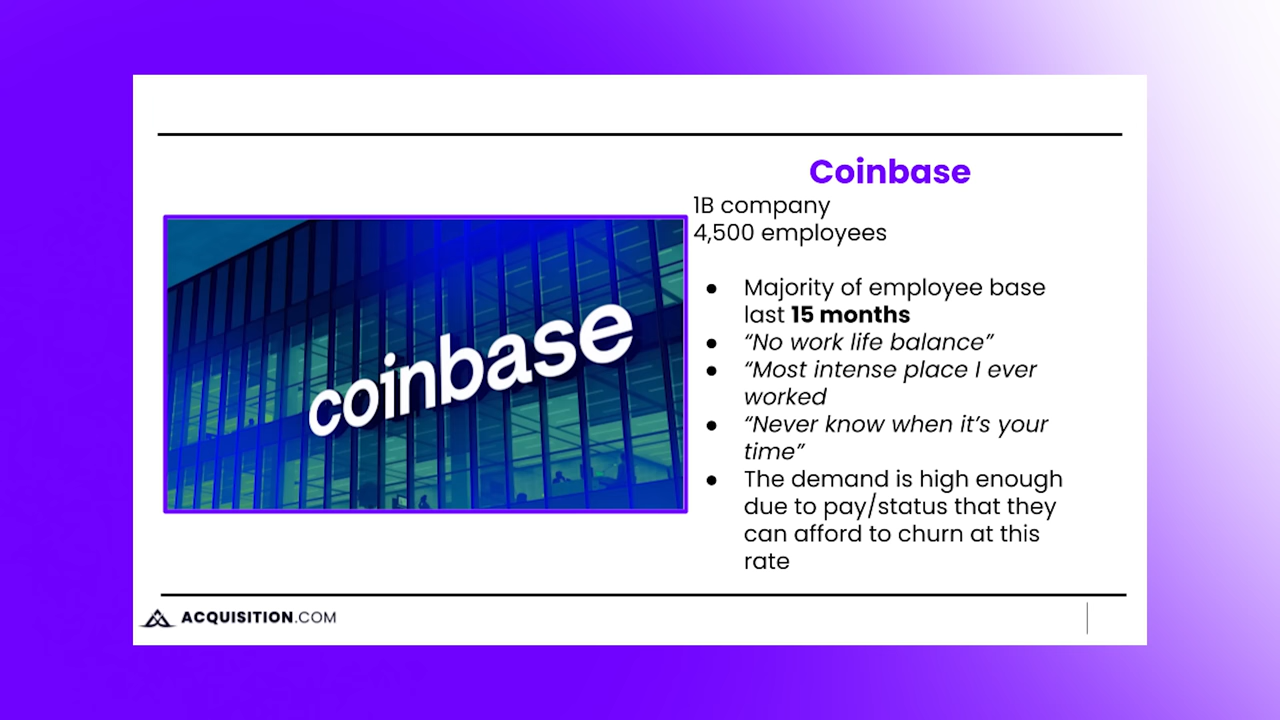 Coinbase
1B company
4,500 employees
coinbase
● Majority of employee base
last 15 months
● “No work life balance”
● “Most intense place I ever
worked
● “Never know when it’s your
time”
● The demand is high enough
due to pay/status that they
can afford to churn at this
rate
ACQUISITION.COM